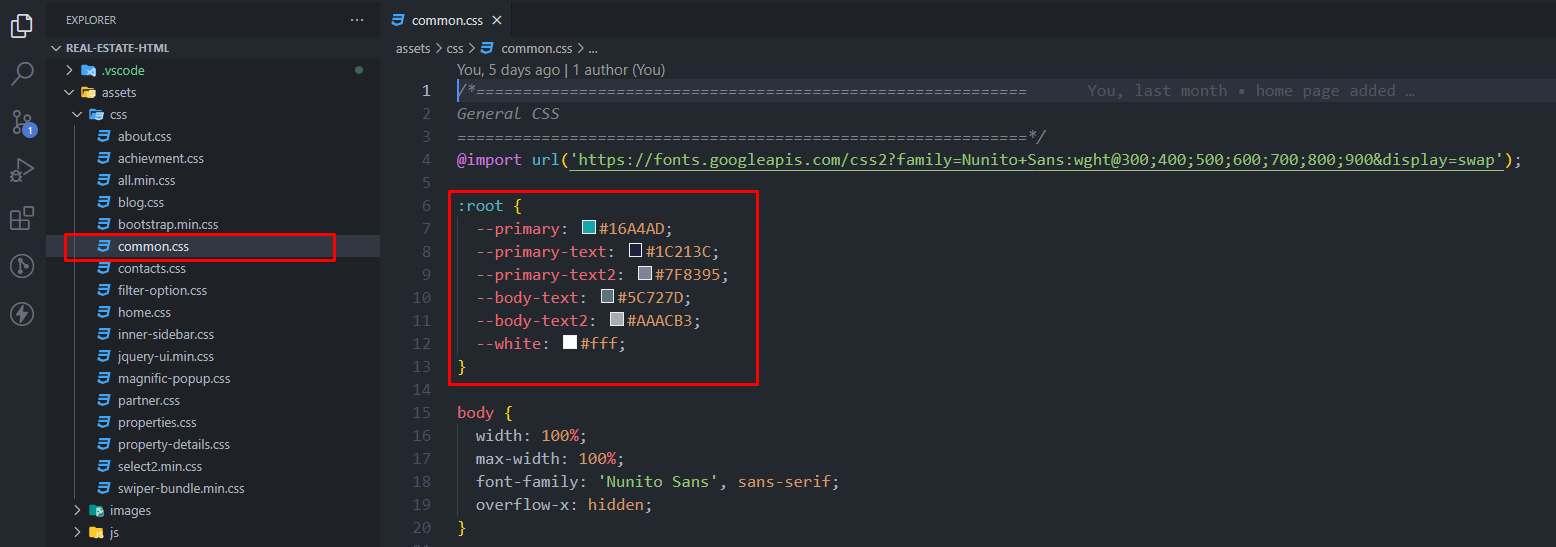 EXPLORER
REAL-ESTATE-HTML
.vscode
assets
css
about.css
achievment.css
all.min.css
blog.css
bootstrap.min.css
common.css
contacts.css
filter-option.css
home.css
inner-sidebar.css
jquery-ui.min.css
magnific-popup.css
partner.css
properties.css
property-details.css
select2.min.css
swiper-bundle.min.css
images
js
1
common.css
assets > css > common.css > ...
You, 5 days ago | 1 author (You)
1 /*=========================================================== You, last month • home page added …
2 General CSS
3 =============================================================*/
4 @import url('https://fonts.googleapis.com/css2?family=Nunito+Sans:wght@300;400;500;600;700;800;900&display=swap');
5
6 :root {
7 --primary: #16A4AD;
8 --primary-text: #1C213C;
9 --primary-text2: #7F8395;
10 --body-text: #5C727D;
11 --body-text2: #AAACB3;
12 --white: #fff;
13 }
14
15 body {
16 width: 100%;
17 max-width: 100%;
18 font-family: 'Nunito Sans', sans-serif;
19 overflow-x: hidden;
20 }